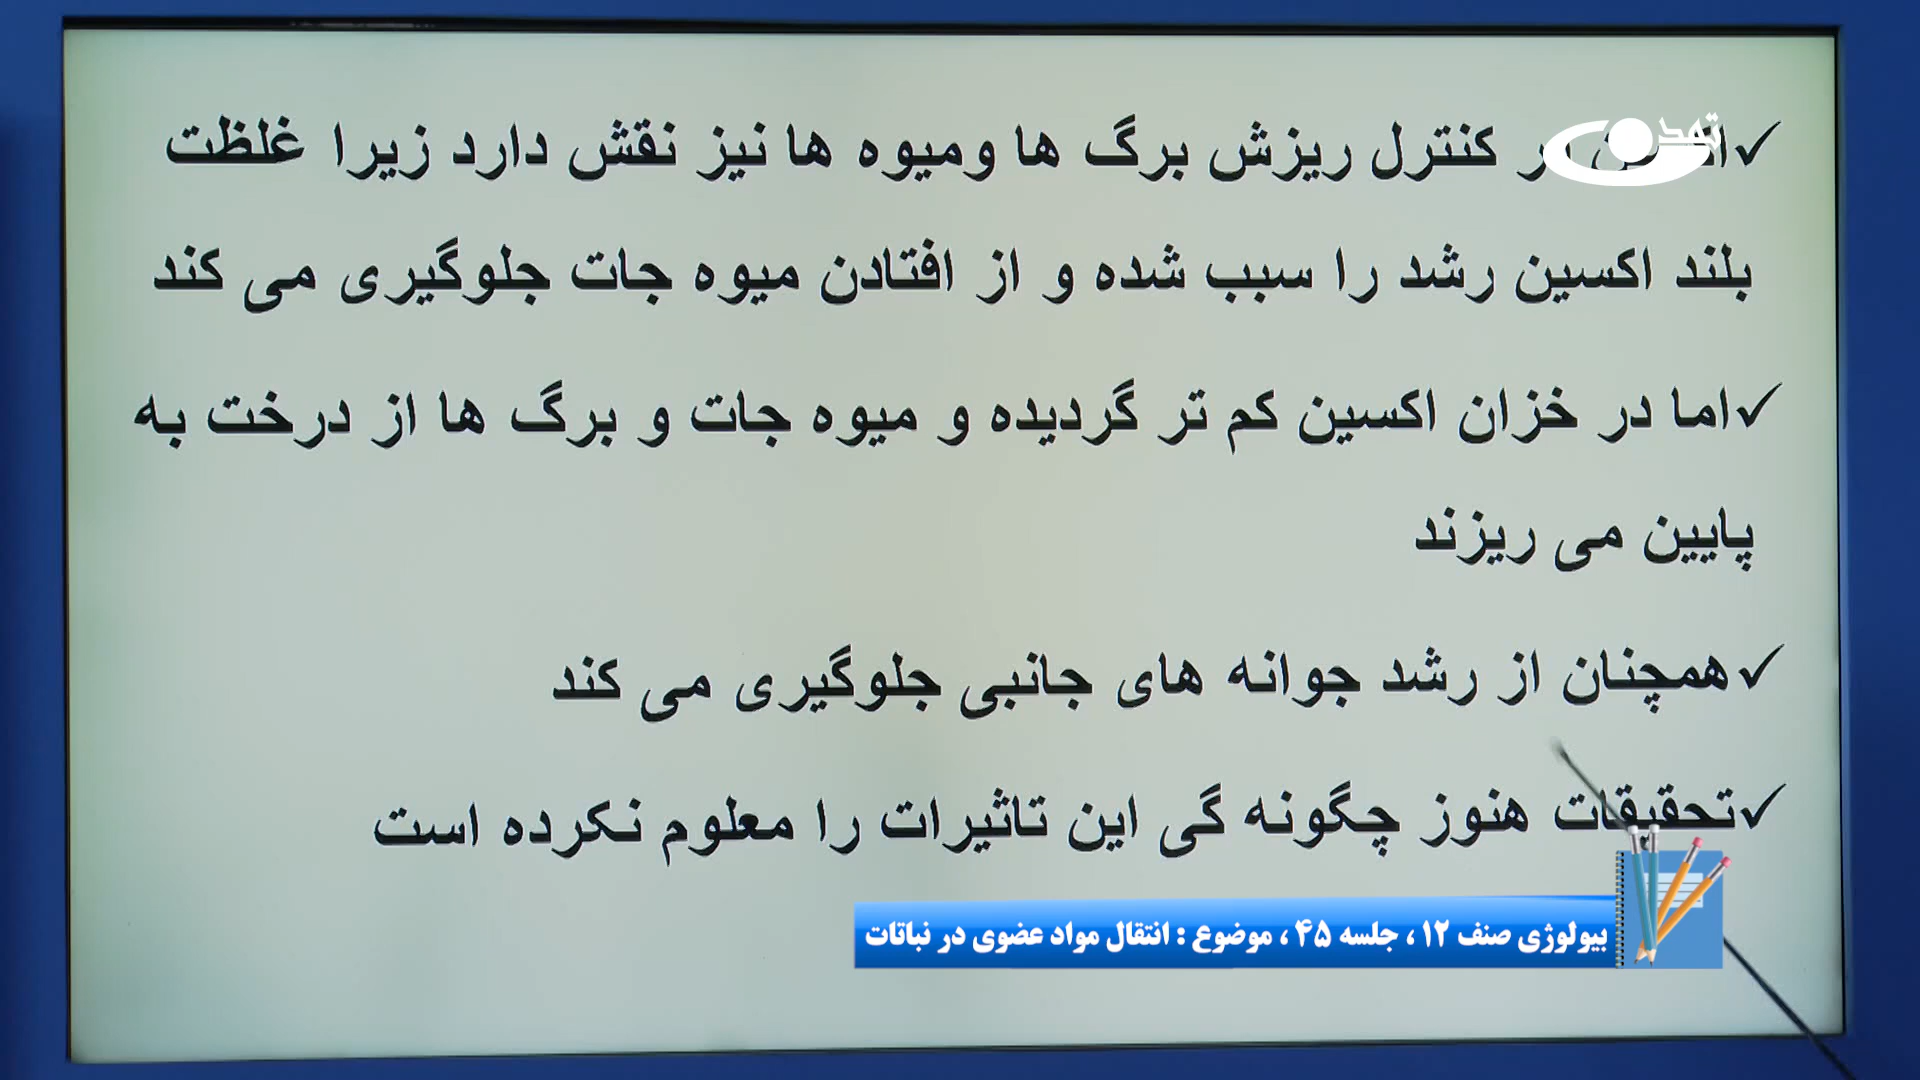 تمدن
✓ کنترل ریزش برگ ها ومیوه ها نیز نقش دارد زیرا غلظت
بلند اکسین رشد را سبب شده و از افتادن میوه جات جلوگیری می کند
✓اما در خزان اکسین کم تر گردیده و میوه جات و برگ ها از درخت به
پایین می ریزند
✓همچنان از رشد جوانه های جانبی جلوگیری می کند
✓تحقیقات هنوز چگونه گی این تاثیرات را معلوم نکرده است
بیولوژی صنف ۱۲ ، جلسه ۴۵ ، موضوع : انتقال مواد عضوی در نباتات